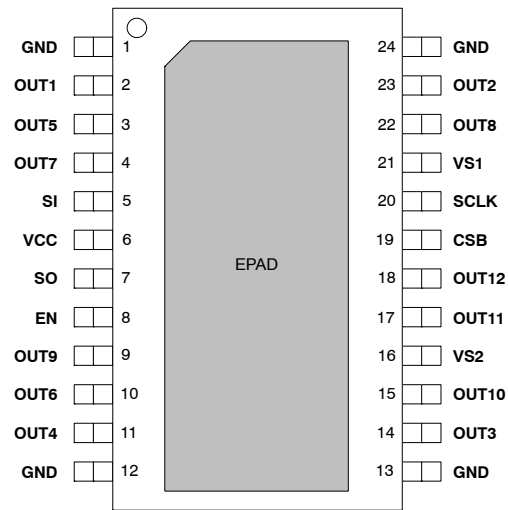 GND 1 24 GND
OUT1 2 23 OUT2
OUT5 3 22 OUT8
OUT7 4 21 VS1
SI 5 20 SCLK
VCC 6 19 CSB
EPAD
SO 7 18 OUT12
EN 8 17 OUT11
OUT9 9 16 VS2
OUT6 10 15 OUT10
OUT4 11 14 OUT3
GND 12 13 GND